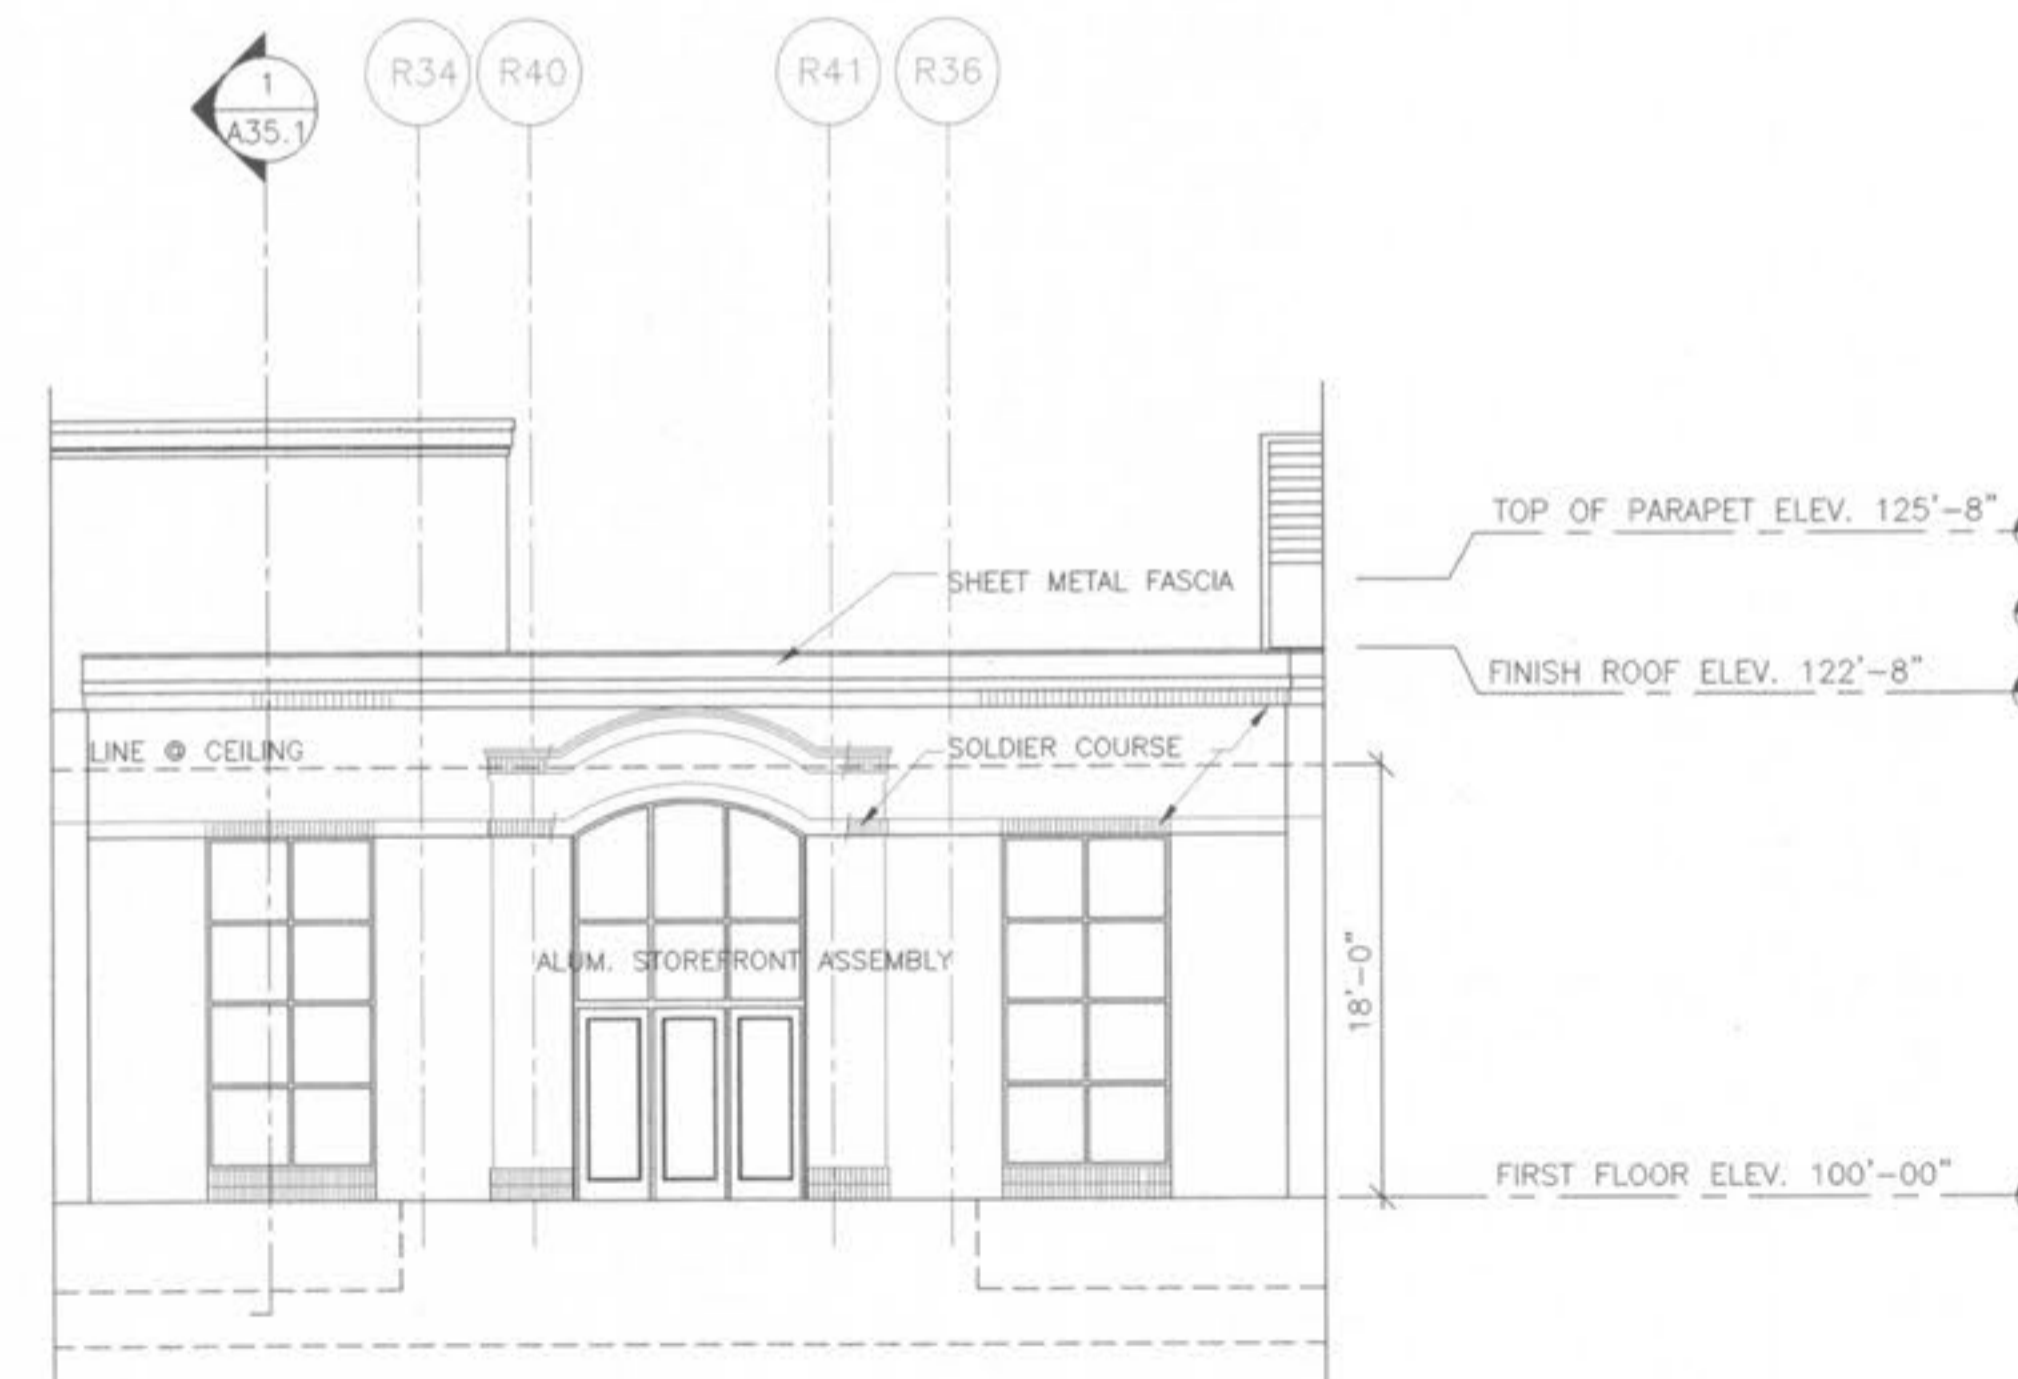 1
A35.1
R34
R40
R41
R36
TOP OF PARAPET ELEV. 125'-8"
SHEET METAL FASCIA
FINISH ROOF ELEV. 122'-8"
LINE @ CEILING
SOLDIER COURSE
ALUM. STOREFRONT ASSEMBLY
18'-0"
FIRST FLOOR ELEV. 100'-00"